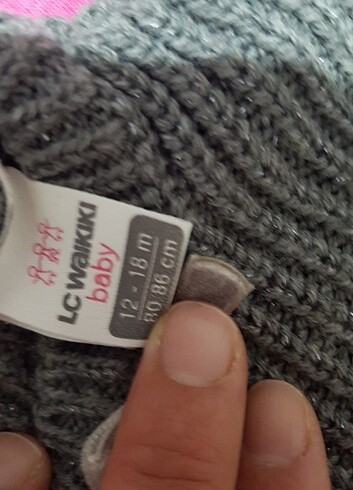 LC WAIKIKI
baby
12 - 18 m
80.86 cm